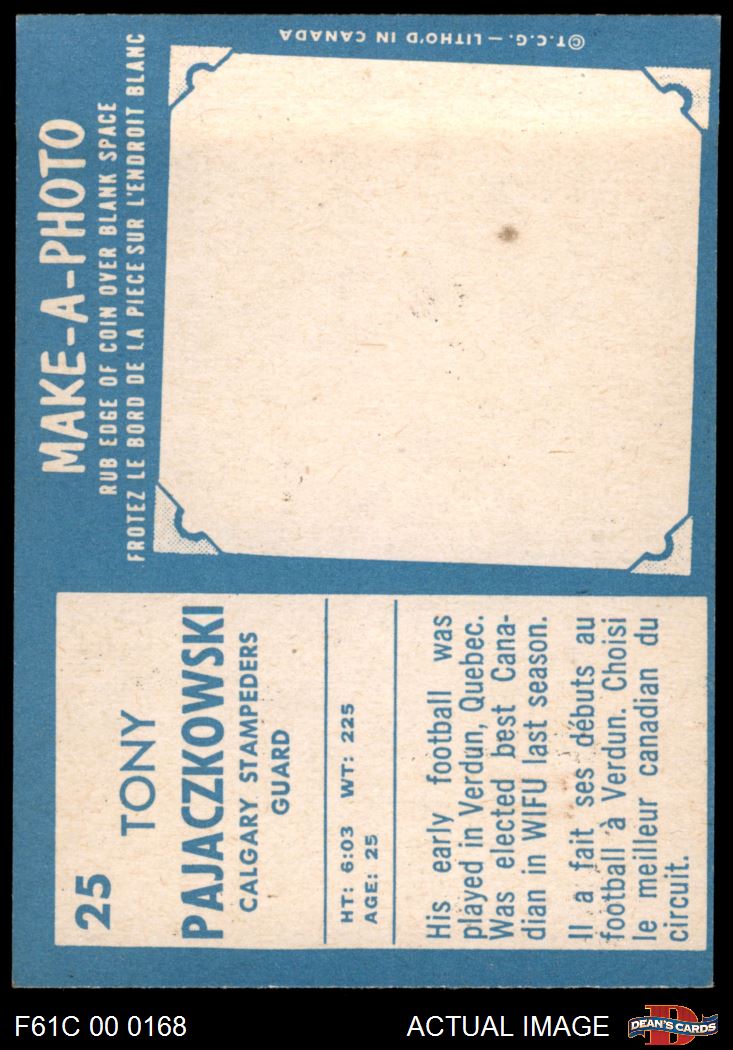 25
TONY
PAJACZKOWSKI
CALGARY STAMPEDERS
GUARD
HT: 6:03 WT: 225
AGE: 25
His early football was
played in Verdun, Quebec.
Was elected best Cana-
dian in WIFU last season.
Il a fait ses débuts au
football à Verdun. Choisi
le meilleur canadian du
circuit.
MAKE-A-PHOTO
RUB EDGE OF COIN OVER BLANK SPACE
FROTEZ LE BORD DE LA PIECE SUR L'ENDROIT BLANC
©T.C.G. — LITHO'D IN CANADA
F61C 00 0168
ACTUAL IMAGE
DEAN'S CARDS